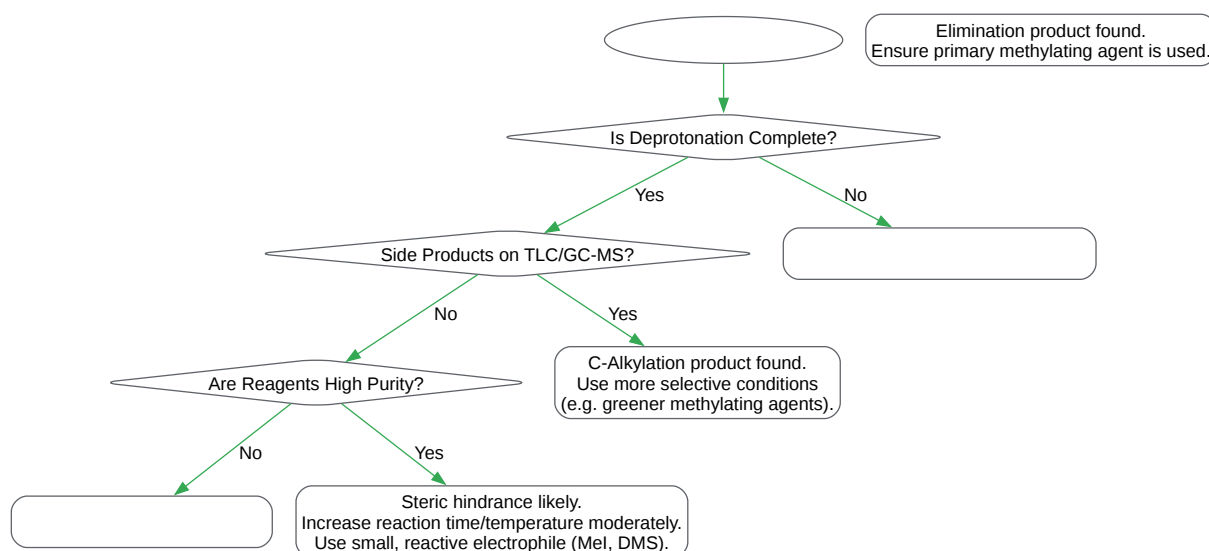 Elimination product found.
Ensure primary methylating agent is used.
Is Deprotonation Complete?
Yes
No
Side Products on TLC/GC-MS?
No
Yes
C-Alkylation product found.
Use more selective conditions
(e.g. greener methylating agents).
Are Reagents High Purity?
No
Yes
Steric hindrance likely.
Increase reaction time/temperature moderately.
Use small, reactive electrophile (MeI, DMS).